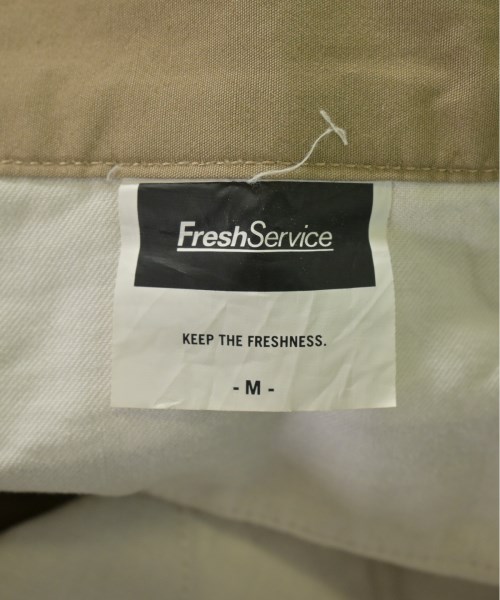 FreshService
KEEP THE FRESHNESS.
- M -